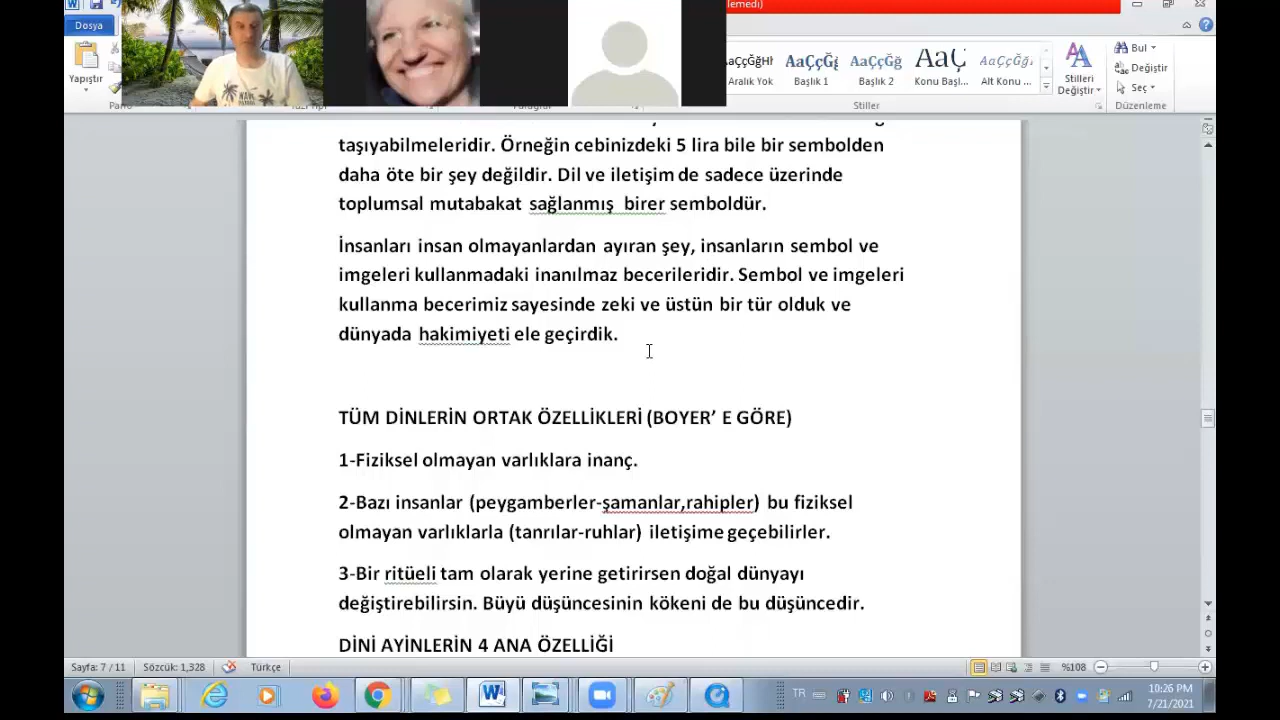 lemedi)
Dosya
Yapıştır
Aralık Yok
AaÇçĞğ
Başlık 1
AaÇçĞğ
Başlık 2
AaÇ
Konu Başl...
AaÇçĞğ
Alt Konu ...
Stilleri
Değiştir
Stiller
Bul
Değiştir
Seç
Düzenleme
taşıyabilmeleridir. Örneğin cebinizdeki 5 lira bile bir sembolden
daha öte bir şey değildir. Dil ve iletişim de sadece üzerinde
toplumsal mutabakat sağlanmış birer semboldür.
İnsanları insan olmayanlardan ayıran şey, insanların sembol ve
imgeleri kullanmadaki inanılmaz becerileridir. Sembol ve imgeleri
kullanma becerimiz sayesinde zeki ve üstün bir tür olduk ve
dünyada hakimiyeti ele geçirdik.
TÜM DİNLERİN ORTAK ÖZELLİKLERİ (BOYER’ E GÖRE)
1-Fiziksel olmayan varlıklara inanç.
2-Bazı insanlar (peygamberler-şamanlar,rahipler) bu fiziksel
olmayan varlıklarla (tanrılar-ruhlar) iletişime geçebilirler.
3-Bir ritüeli tam olarak yerine getirirsen doğal dünyayı
değiştirebilirsin. Büyü düşüncesinin kökeni de bu düşüncedir.
DİNİ AYİNLERİN 4 ANA ÖZELLİĞİ
Sayfa: 7 / 11
Sözcük: 1,328
Türkçe
%108
TR
10:26 PM
7/21/2021